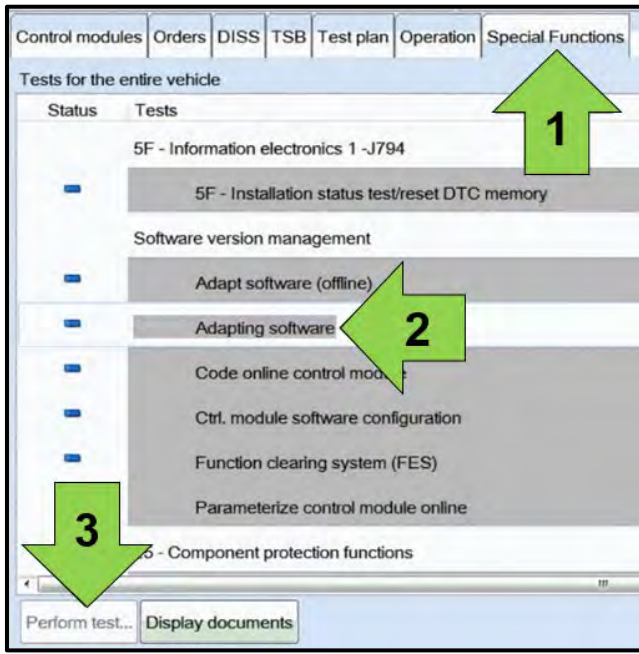 Control modules Orders DISS TSB Test plan Operation Special Functions
Tests for the entire vehicle
Status Tests
1
5F - Information electronics 1 -J794
5F - Installation status test/reset DTC memory
Software version management
Adapt software (offline)
Adapting software
2
Code online control module
Ctrl. module software configuration
Function clearing system (FES)
Parameterize control module online
3
5 - Component protection functions
Perform test... Display documents